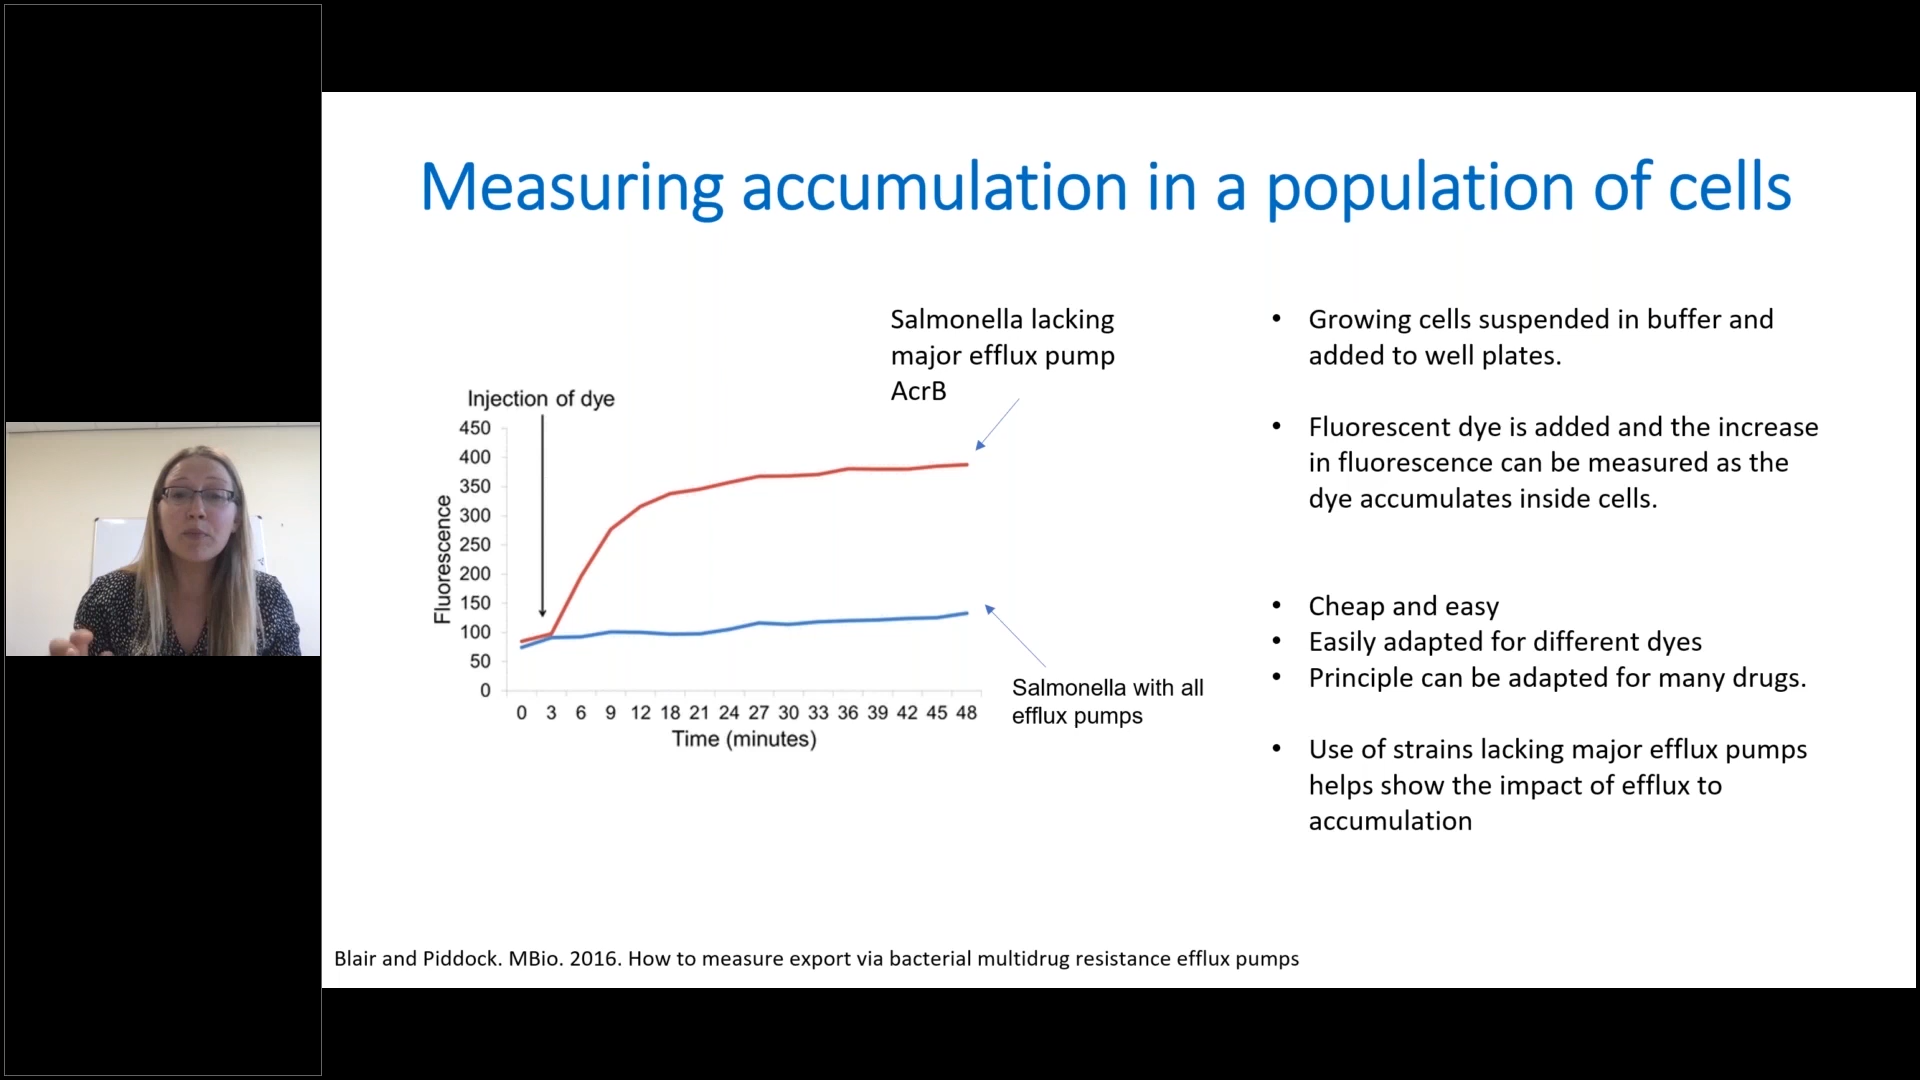 Measuring accumulation in a population of cells
Salmonella lacking
major efflux pump
AcrB
Injection of dye
450
400
350
300
250
200
150
100
50
0
Fluorescence
0 3 6 9 12 18 21 24 27 30 33 36 39 42 45 48
Time (minutes)
Salmonella with all
efflux pumps
• Growing cells suspended in buffer and
added to well plates.
• Fluorescent dye is added and the increase
in fluorescence can be measured as the
dye accumulates inside cells.
• Cheap and easy
• Easily adapted for different dyes
• Principle can be adapted for many drugs.
• Use of strains lacking major efflux pumps
helps show the impact of efflux to
accumulation
Blair and Piddock. MBio. 2016. How to measure export via bacterial multidrug resistance efflux pumps